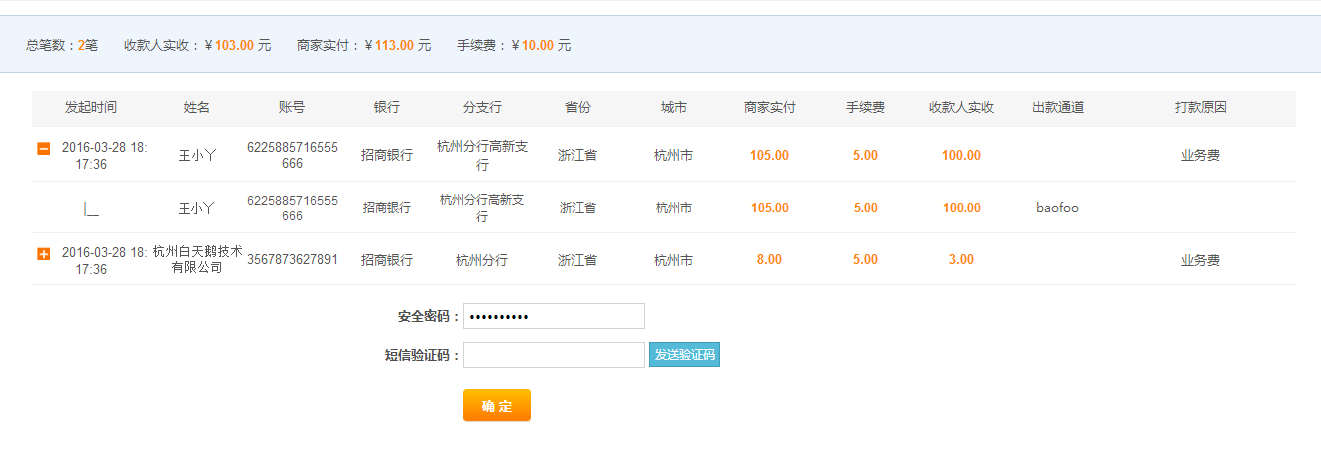 总笔数：2笔 收款人实收：￥103.00 元 商家实付：￥113.00 元 手续费：￥10.00 元
发起时间 姓名 账号 银行 分支行 省份 城市 商家实付 手续费 收款人实收 出款通道 打款原因
2016-03-28 18:17:36 王小丫 6225885716555666 招商银行 杭州分行高新支行 浙江省 杭州市 105.00 5.00 100.00 业务费
|__ 王小丫 6225885716555666 招商银行 杭州分行高新支行 浙江省 杭州市 105.00 5.00 100.00 baofoo
2016-03-28 18:17:36 杭州白天鹅技术有限公司 3567873627891 招商银行 杭州分行 浙江省 杭州市 8.00 5.00 3.00 业务费
安全密码：••••••••••
短信验证码： 发送验证码
确 定